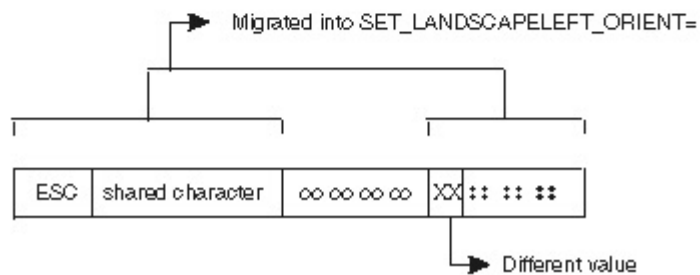 Migrated into SET_LANDSCAPELEFT_ORIENT=
ESC shared character ∞ ∞ ∞ ∞ XX :: :: ::
Different value